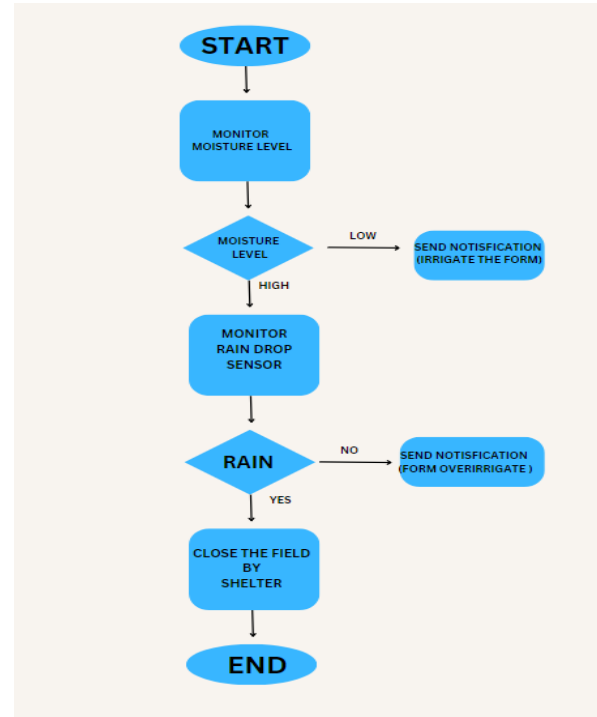 START
MONITOR
MOISTURE LEVEL
MOISTURE
LEVEL
LOW
SEND NOTISFICATION
(IRRIGATE THE FORM)
HIGH
MONITOR
RAIN DROP
SENSOR
RAIN
NO
SEND NOTISFICATION
(FORM OVERIRRIGATE )
YES
CLOSE THE FIELD
BY
SHELTER
END